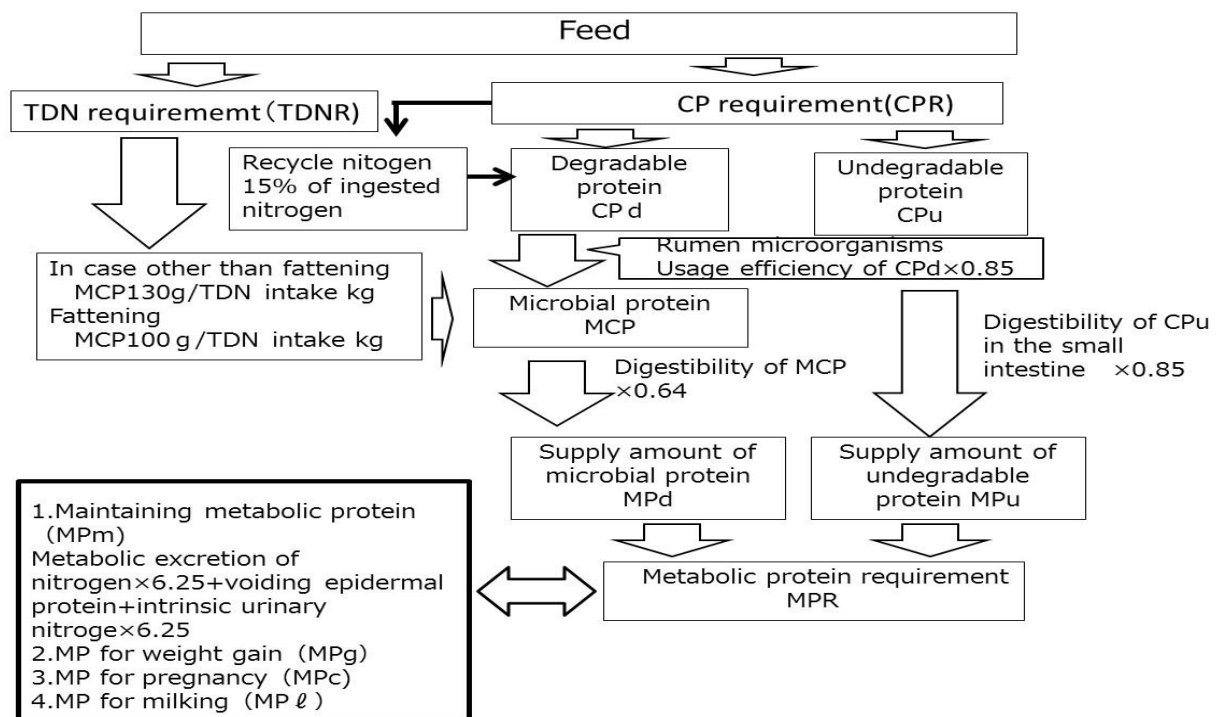 Feed
TDN requirememt（TDNR)
CP requirement(CPR)
Recycle nitogen
15% of ingested
nitrogen
Degradable
protein
CP d
Undegradable
protein
CPu
Rumen microorganisms
Usage efficiency of CPd×0.85
In case other than fattening
MCP130g/TDN intake kg
Fattening
MCP100ｇ/TDN intake kg
Microbial protein
MCP
Digestibility of CPu
in the small
intestine ×0.85
Digestibility of MCP
×0.64
Supply amount of
microbial protein
MPd
Supply amount of
undegradable
protein MPu
1.Maintaining metabolic protein
（MPm）
Metabolic excretion of
nitrogen×6.25+voiding epidermal
protein+intrinsic urinary
nitroge×6.25
2.MP for weight gain（MPg）
3.MP for pregnancy（MPc）
4.MP for milking（MPℓ）
Metabolic protein requirement
MPR